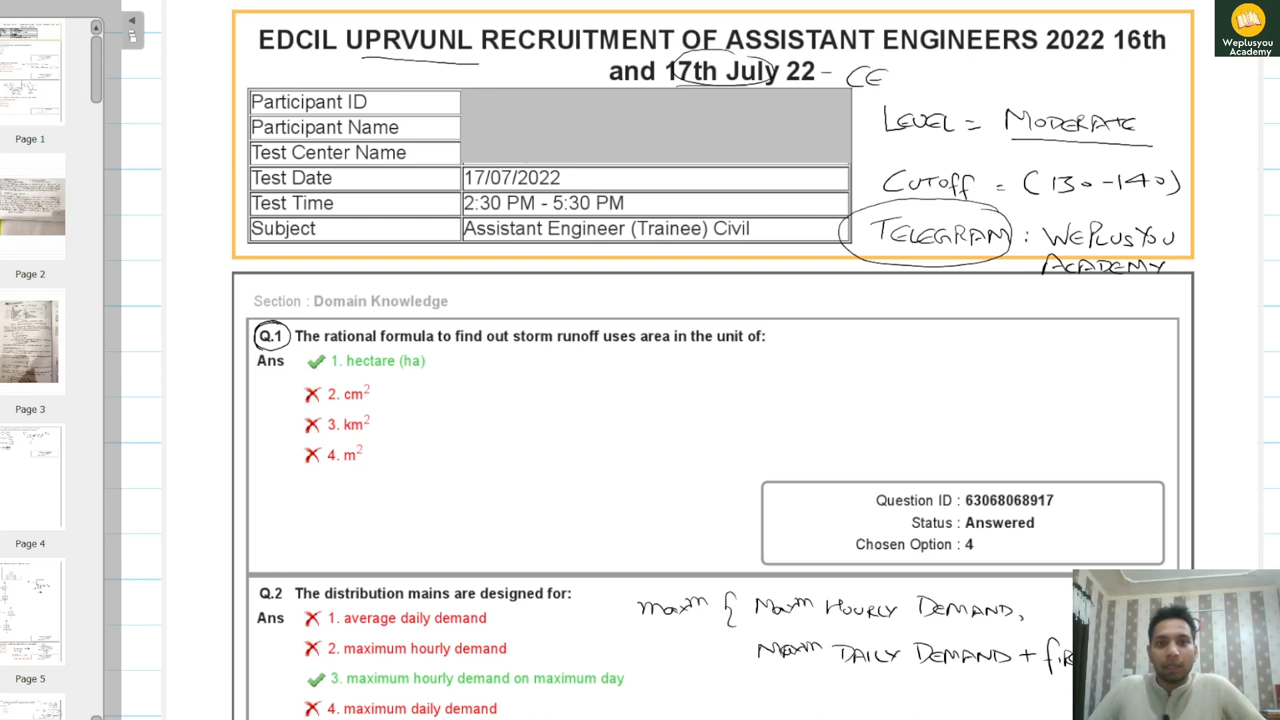 Weplusyou
Academy
EDCIL UPRVUNL RECRUITMENT OF ASSISTANT ENGINEERS 2022 16th
and 17th July 22 - CE
Participant ID
Participant Name
Test Center Name
Test Date 17/07/2022
Test Time 2:30 PM - 5:30 PM
Subject Assistant Engineer (Trainee) Civil
LEVEL = MODERATE
CUTOFF = (130-140)
TELEGRAM : WEPLUSYOU
ACADEMY
Section : Domain Knowledge
Q.1 The rational formula to find out storm runoff uses area in the unit of:
Ans 1. hectare (ha)
2. cm²
3. km²
4. m²
Question ID : 63068068917
Status : Answered
Chosen Option : 4
Q.2 The distribution mains are designed for:
Ans 1. average daily demand
2. maximum hourly demand
3. maximum hourly demand on maximum day
4. maximum daily demand
maxm { Maxm HOURLY DEMAND,
Maxm DAILY DEMAND +
Page 1
Page 2
Page 3
Page 4
Page 5